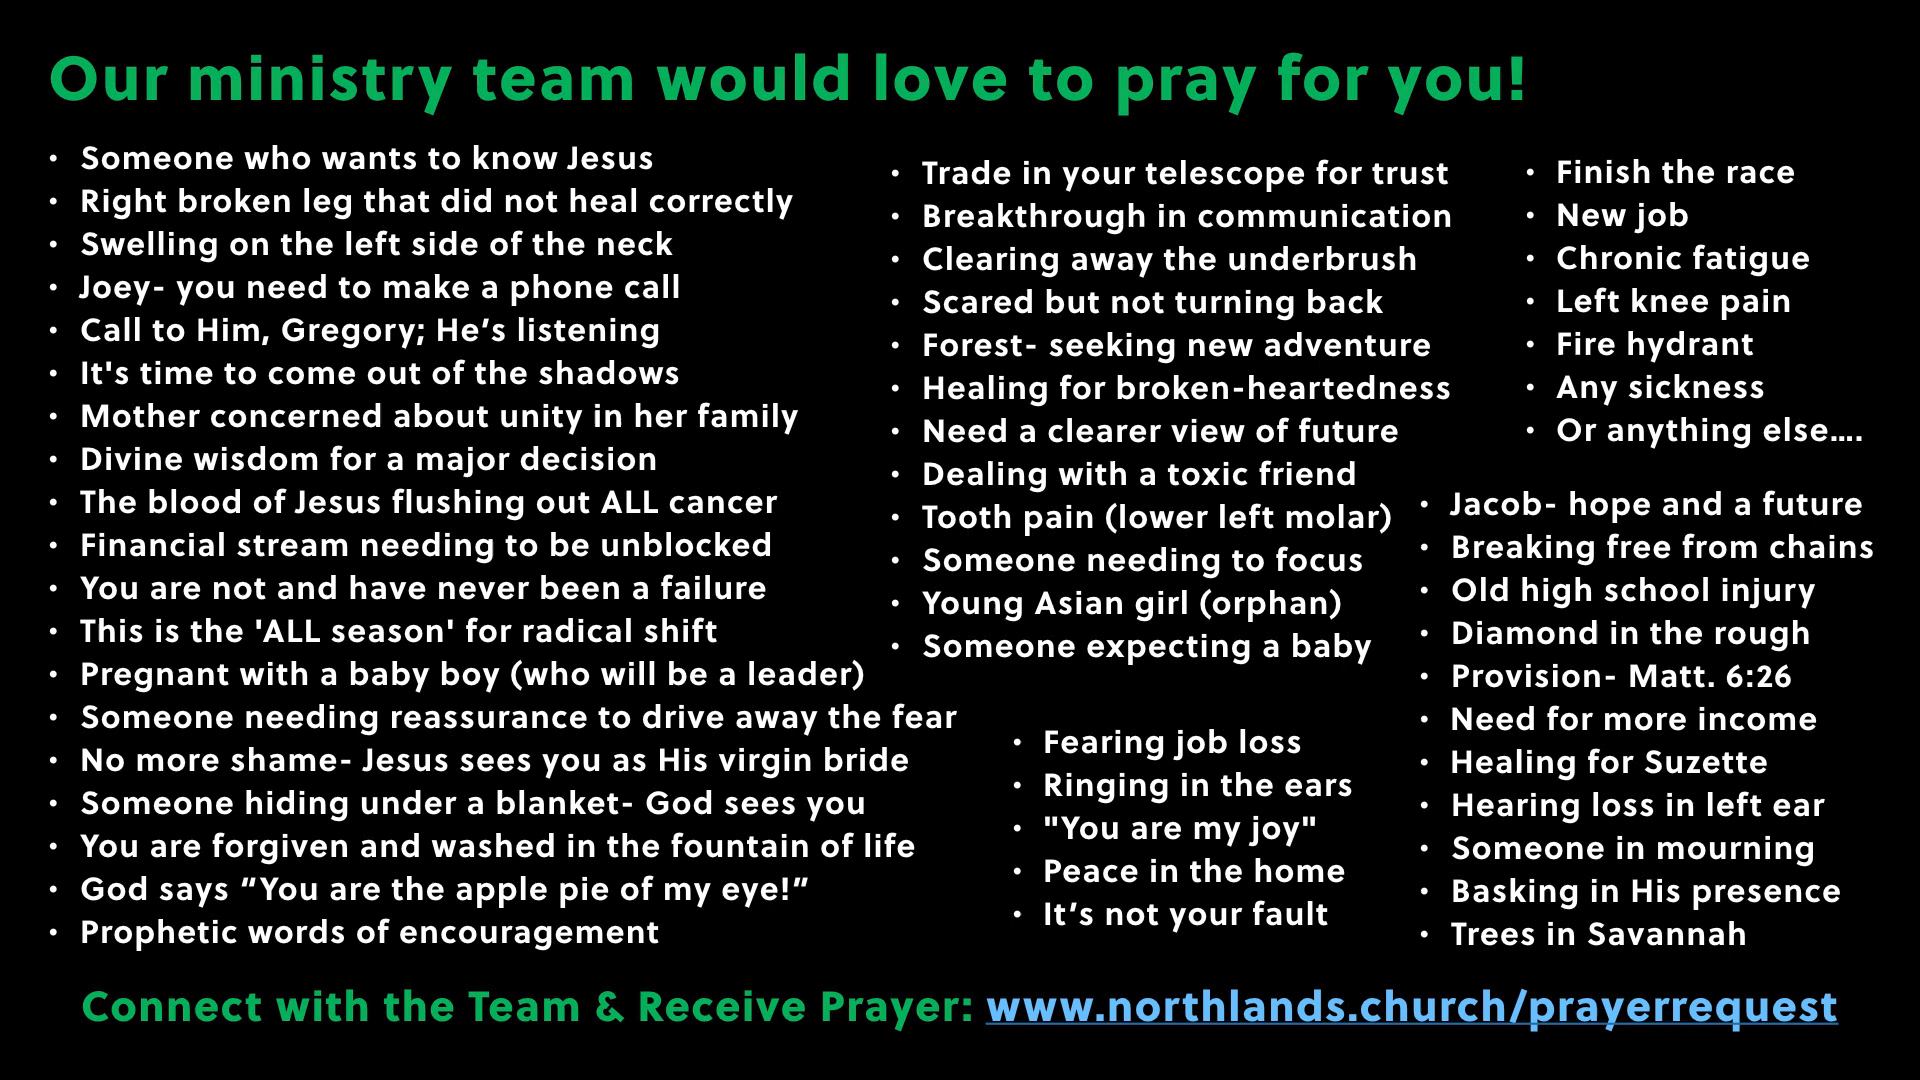 Our ministry team would love to pray for you!
• Someone who wants to know Jesus
• Right broken leg that did not heal correctly
• Swelling on the left side of the neck
• Joey- you need to make a phone call
• Call to Him, Gregory; He’s listening
• It's time to come out of the shadows
• Mother concerned about unity in her family
• Divine wisdom for a major decision
• The blood of Jesus flushing out ALL cancer
• Financial stream needing to be unblocked
• You are not and have never been a failure
• This is the 'ALL season' for radical shift
• Pregnant with a baby boy (who will be a leader)
• Someone needing reassurance to drive away the fear
• No more shame- Jesus sees you as His virgin bride
• Someone hiding under a blanket- God sees you
• You are forgiven and washed in the fountain of life
• God says “You are the apple pie of my eye!”
• Prophetic words of encouragement
• Trade in your telescope for trust
• Breakthrough in communication
• Clearing away the underbrush
• Scared but not turning back
• Forest- seeking new adventure
• Healing for broken-heartedness
• Need a clearer view of future
• Dealing with a toxic friend
• Tooth pain (lower left molar)
• Someone needing to focus
• Young Asian girl (orphan)
• Someone expecting a baby
• Fearing job loss
• Ringing in the ears
• "You are my joy"
• Peace in the home
• It’s not your fault
• Finish the race
• New job
• Chronic fatigue
• Left knee pain
• Fire hydrant
• Any sickness
• Or anything else....
• Jacob- hope and a future
• Breaking free from chains
• Old high school injury
• Diamond in the rough
• Provision- Matt. 6:26
• Need for more income
• Healing for Suzette
• Hearing loss in left ear
• Someone in mourning
• Basking in His presence
• Trees in Savannah
Connect with the Team & Receive Prayer: www.northlands.church/prayerrequest